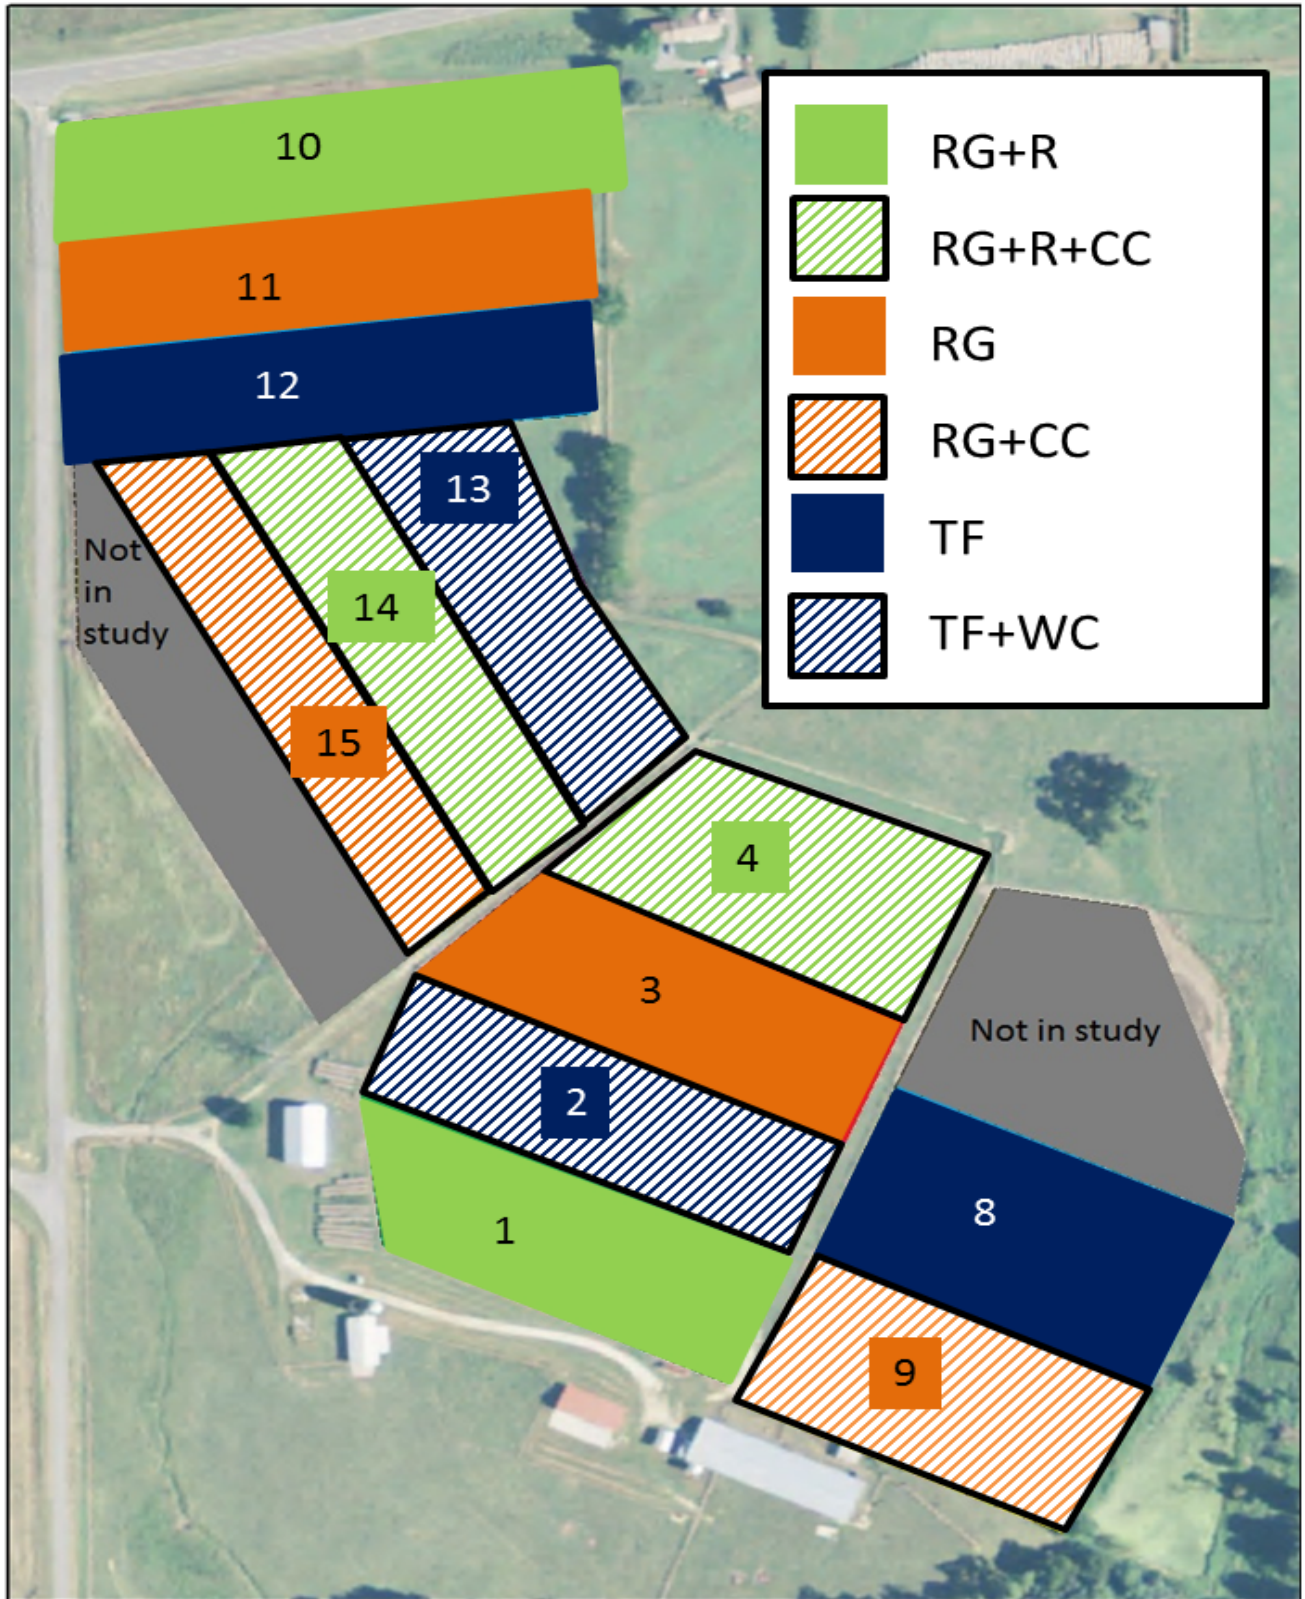 10
11
12
13
14
15
Not
in
study
RG+R
RG+R+CC
RG
RG+CC
TF
TF+WC
4
3
2
1
Not in study
8
9